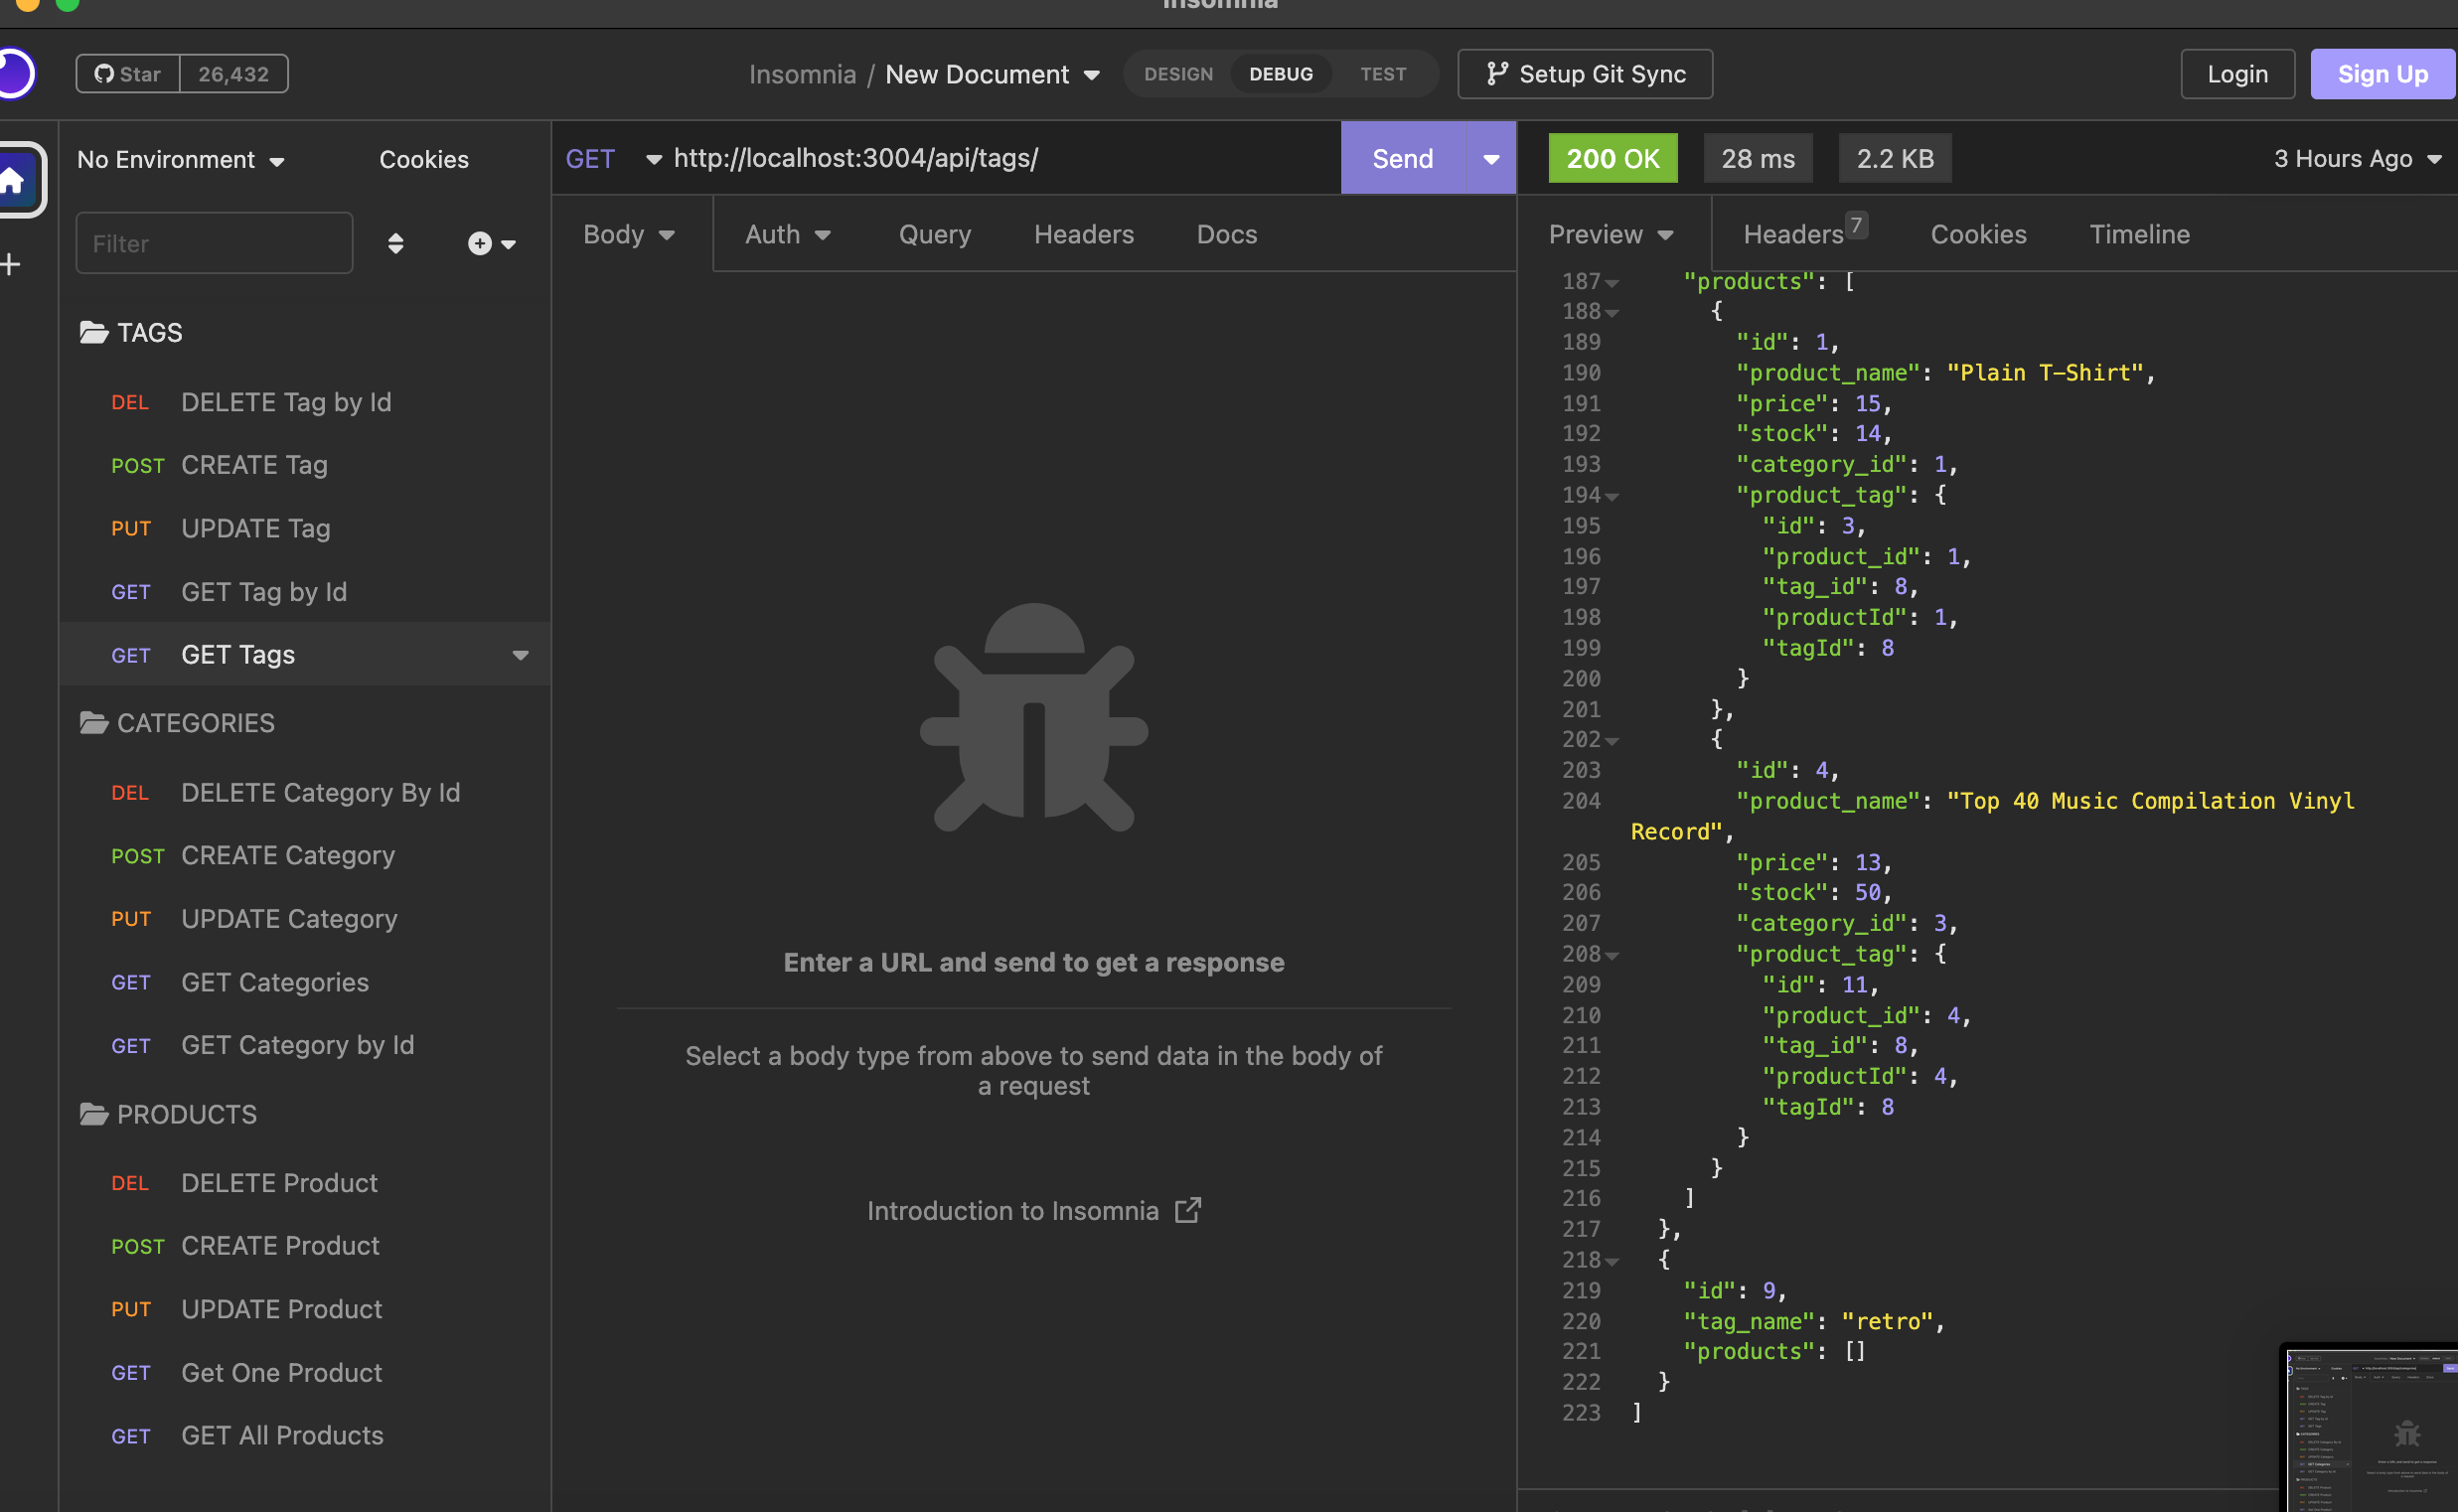 Insomnia
Star 26,432
Insomnia / New Document
DESIGN DEBUG TEST
Setup Git Sync
Login
Sign Up
No Environment
Cookies
Filter
TAGS
DEL DELETE Tag by Id
POST CREATE Tag
PUT UPDATE Tag
GET GET Tag by Id
GET GET Tags
CATEGORIES
DEL DELETE Category By Id
POST CREATE Category
PUT UPDATE Category
GET GET Categories
GET GET Category by Id
PRODUCTS
DEL DELETE Product
POST CREATE Product
PUT UPDATE Product
GET Get One Product
GET GET All Products
GET http://localhost:3004/api/tags/ Send
Body Auth Query Headers Docs
Enter a URL and send to get a response
Select a body type from above to send data in the body of
a request
Introduction to Insomnia
200 OK 28 ms 2.2 KB 3 Hours Ago
Preview Headers 7 Cookies Timeline
187 "products": [
188 {
189 "id": 1,
190 "product_name": "Plain T-Shirt",
191 "price": 15,
192 "stock": 14,
193 "category_id": 1,
194 "product_tag": {
195 "id": 3,
196 "product_id": 1,
197 "tag_id": 8,
198 "productId": 1,
199 "tagId": 8
200 }
201 },
202 {
203 "id": 4,
204 "product_name": "Top 40 Music Compilation Vinyl
Record",
205 "price": 13,
206 "stock": 50,
207 "category_id": 3,
208 "product_tag": {
209 "id": 11,
210 "product_id": 4,
211 "tag_id": 8,
212 "productId": 4,
213 "tagId": 8
214 }
215 }
216 ]
217 },
218 {
219 "id": 9,
220 "tag_name": "retro",
221 "products": []
222 }
223 ]